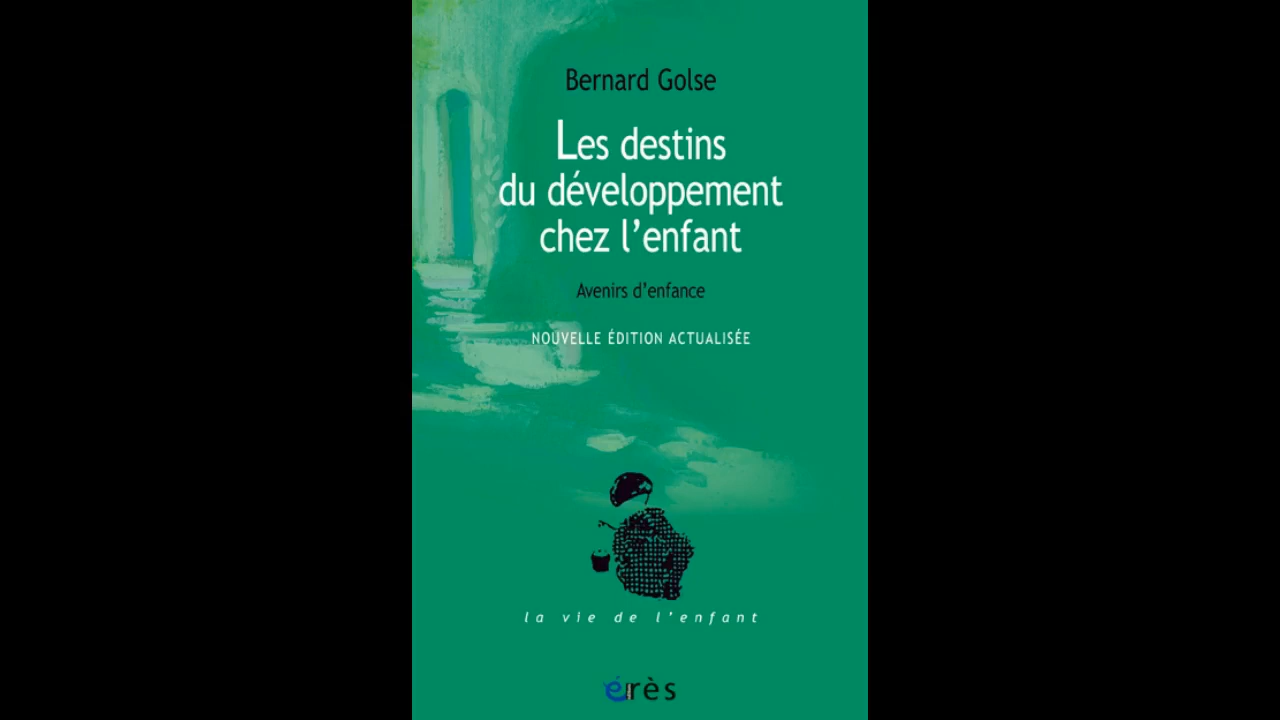 Bernard Golse
Les destins
du développement
chez l'enfant
Avenirs d'enfance
NOUVELLE ÉDITION ACTUALISÉE
la vie de l'enfant
érès